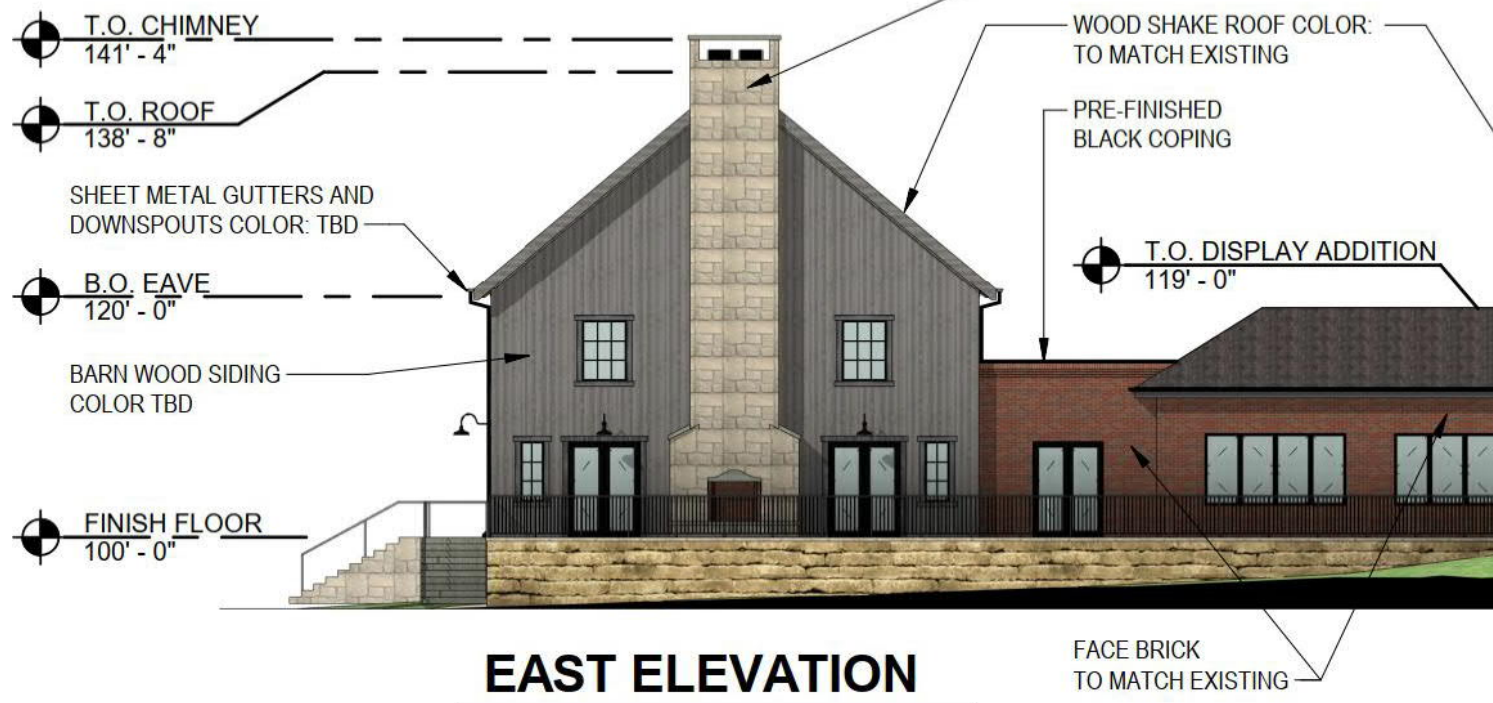 T.O. CHIMNEY
141' - 4"
T.O. ROOF
138' - 8"
SHEET METAL GUTTERS AND
DOWNSPOUTS COLOR: TBD
B.O. EAVE
120' - 0"
BARN WOOD SIDING
COLOR TBD
FINISH FLOOR
100' - 0"
WOOD SHAKE ROOF COLOR:
TO MATCH EXISTING
PRE-FINISHED
BLACK COPING
T.O. DISPLAY ADDITION
119' - 0"
FACE BRICK
TO MATCH EXISTING
EAST ELEVATION